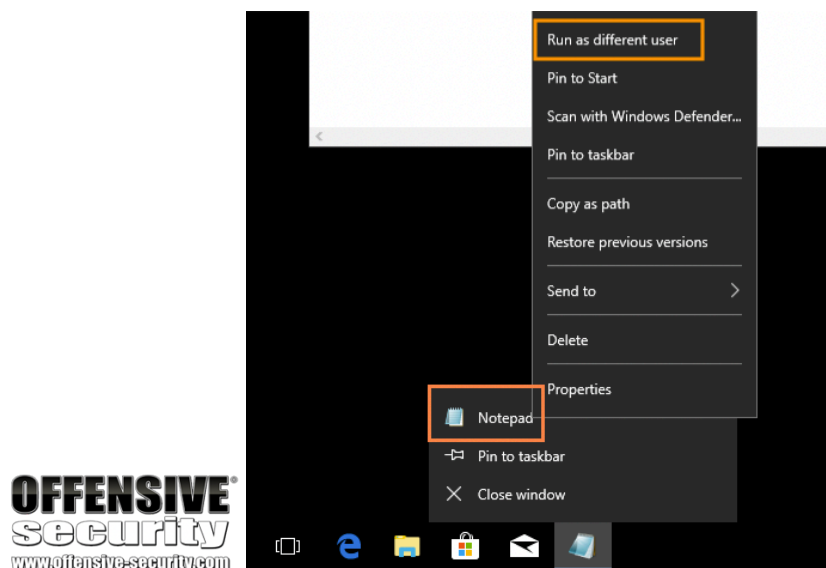 Run as different user
Pin to Start
Scan with Windows Defender...
Pin to taskbar
Copy as path
Restore previous versions
Send to
Delete
Properties
Notepad
Pin to taskbar
Close window
OFFENSIVE®
security
www.offensive-security.com